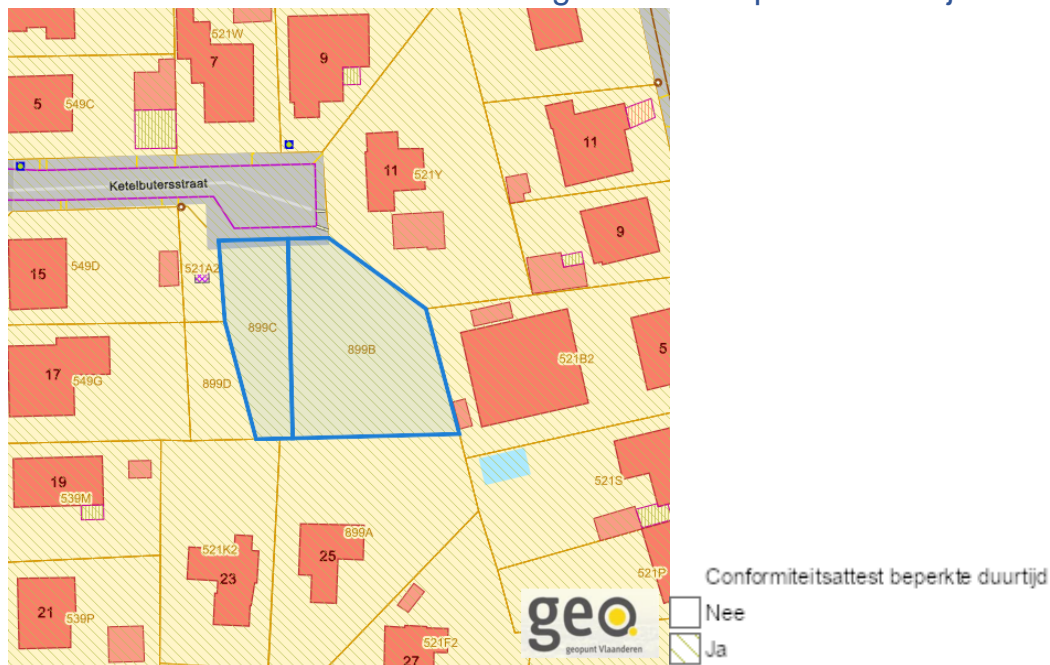 521W
7
9
5
549C
11
Ketelbutersstraat
11
521Y
9
15
549D
521A2
899C
899B
521B2
5
17
549G
899D
19
539M
521S
899A
521K2
25
23
521P
Conformiteitsattest beperkte duurtijd
geo.
Nee
21
539P
geopunt Vlaanderen
521F2
27
Ja